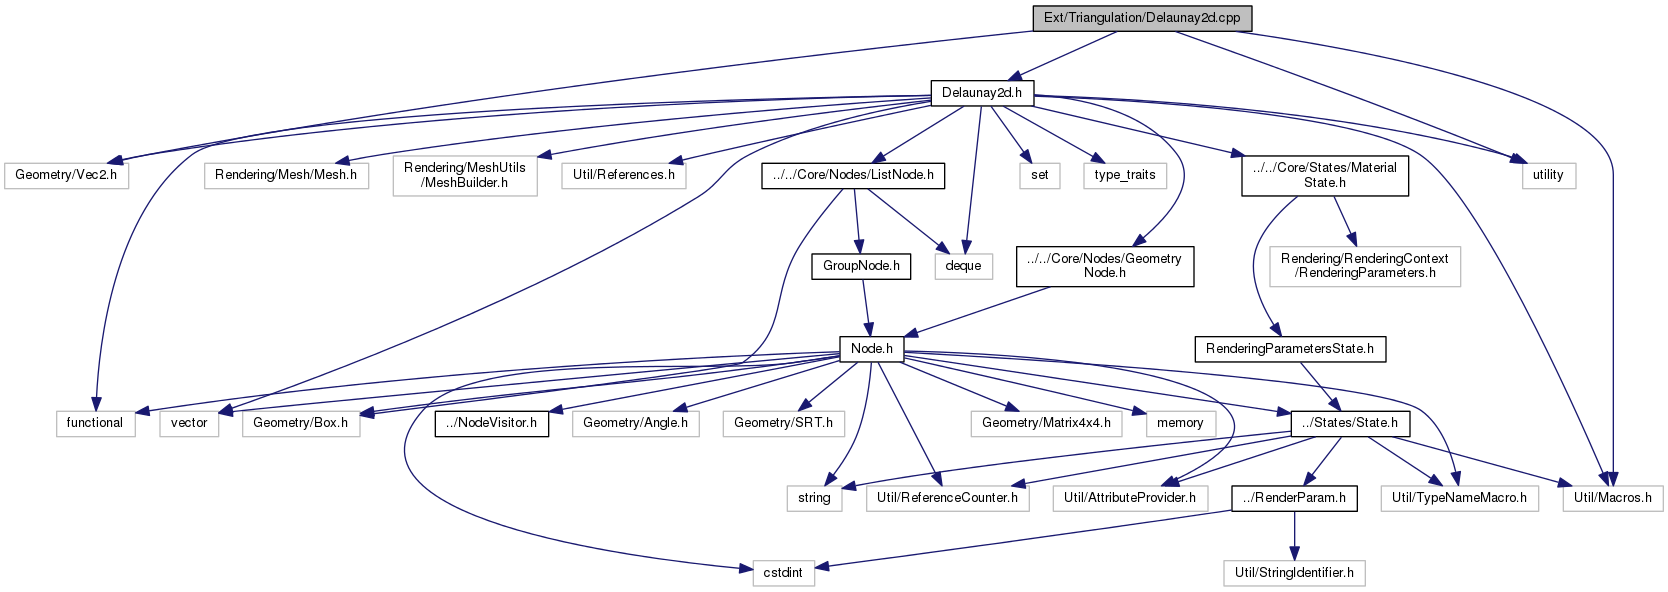 Ext/Triangulation/Delaunay2d.cpp
Delaunay2d.h
Geometry/Vec2.h
Rendering/Mesh/Mesh.h
Rendering/MeshUtils
/MeshBuilder.h
Util/References.h
../../Core/Nodes/ListNode.h
set
type_traits
../../Core/States/Material
State.h
utility
GroupNode.h
deque
../../Core/Nodes/Geometry
Node.h
Rendering/RenderingContext
/RenderingParameters.h
Node.h
RenderingParametersState.h
functional
vector
Geometry/Box.h
../NodeVisitor.h
Geometry/Angle.h
Geometry/SRT.h
Geometry/Matrix4x4.h
memory
../States/State.h
string
Util/ReferenceCounter.h
Util/AttributeProvider.h
../RenderParam.h
Util/TypeNameMacro.h
Util/Macros.h
cstdint
Util/StringIdentifier.h